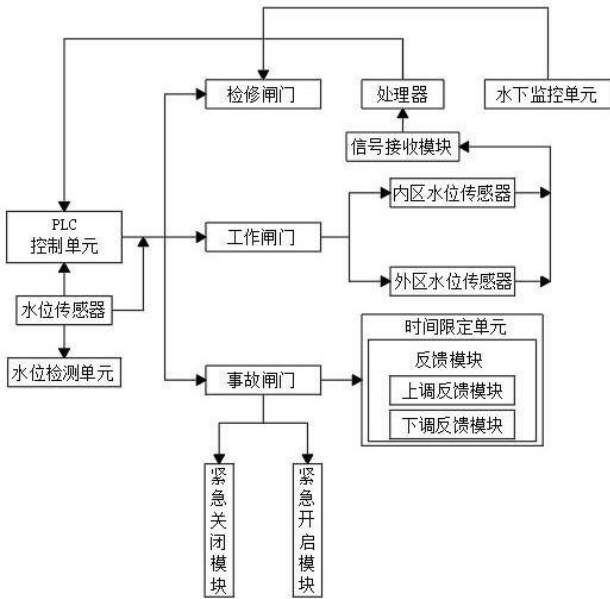 检修闸门
处理器
水下监控单元
信号接收模块
内区水位传感器
PLC
控制单元
工作闸门
外区水位传感器
水位传感器
时间限定单元
反馈模块
水位检测单元
事故闸门
上调反馈模块
下调反馈模块
紧急关闭模块
紧急开启模块